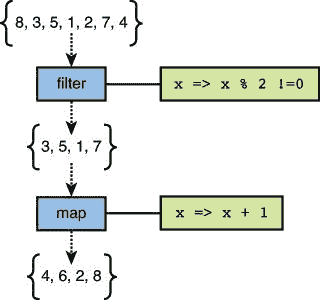 {8, 3, 5, 1, 2, 7, 4}
filter
x => x % 2 !=0
{3, 5, 1, 7}
map
x => x + 1
{4, 6, 2, 8}